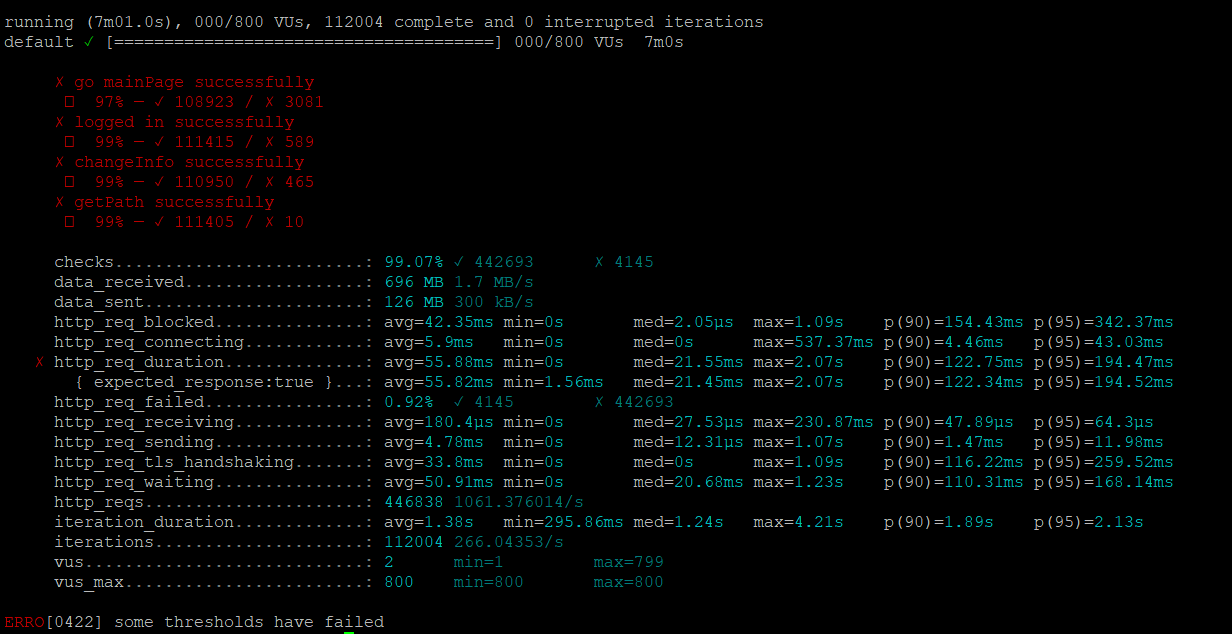 running (7m01.0s), 000/800 VUs, 112004 complete and 0 interrupted iterations
default ✓ [======================================] 000/800 VUs  7m0s
✗ go mainPage successfully
97% — ✓ 108923 / ✗ 3081
✗ logged in successfully
99% — ✓ 111415 / ✗ 589
✗ changeInfo successfully
99% — ✓ 110950 / ✗ 465
✗ getPath successfully
99% — ✓ 111405 / ✗ 10
checks.........................: 99.07% ✓ 442693      ✗ 4145
data_received..................: 696 MB 1.7 MB/s
data_sent......................: 126 MB 300 kB/s
http_req_blocked...............: avg=42.35ms min=0s       med=2.05µs  max=1.09s    p(90)=154.43ms p(95)=342.37ms
http_req_connecting............: avg=5.9ms   min=0s       med=0s      max=537.37ms p(90)=4.46ms   p(95)=43.03ms
✗ http_req_duration..............: avg=55.88ms min=0s       med=21.55ms max=2.07s    p(90)=122.75ms p(95)=194.47ms
{ expected_response:true }...: avg=55.82ms min=1.56ms   med=21.45ms max=2.07s    p(90)=122.34ms p(95)=194.52ms
http_req_failed................: 0.92%  ✓ 4145        ✗ 442693
http_req_receiving.............: avg=180.4µs min=0s       med=27.53µs max=230.87ms p(90)=47.89µs  p(95)=64.3µs
http_req_sending...............: avg=4.78ms  min=0s       med=12.31µs max=1.07s    p(90)=1.47ms   p(95)=11.98ms
http_req_tls_handshaking.......: avg=33.8ms  min=0s       med=0s      max=1.09s    p(90)=116.22ms p(95)=259.52ms
http_req_waiting...............: avg=50.91ms min=0s       med=20.68ms max=1.23s    p(90)=110.31ms p(95)=168.14ms
http_reqs......................: 446838 1061.376014/s
iteration_duration.............: avg=1.38s   min=295.86ms med=1.24s   max=4.21s    p(90)=1.89s    p(95)=2.13s
iterations.....................: 112004 266.04353/s
vus............................: 2      min=1         max=799
vus_max........................: 800    min=800       max=800
ERRO[0422] some thresholds have failed